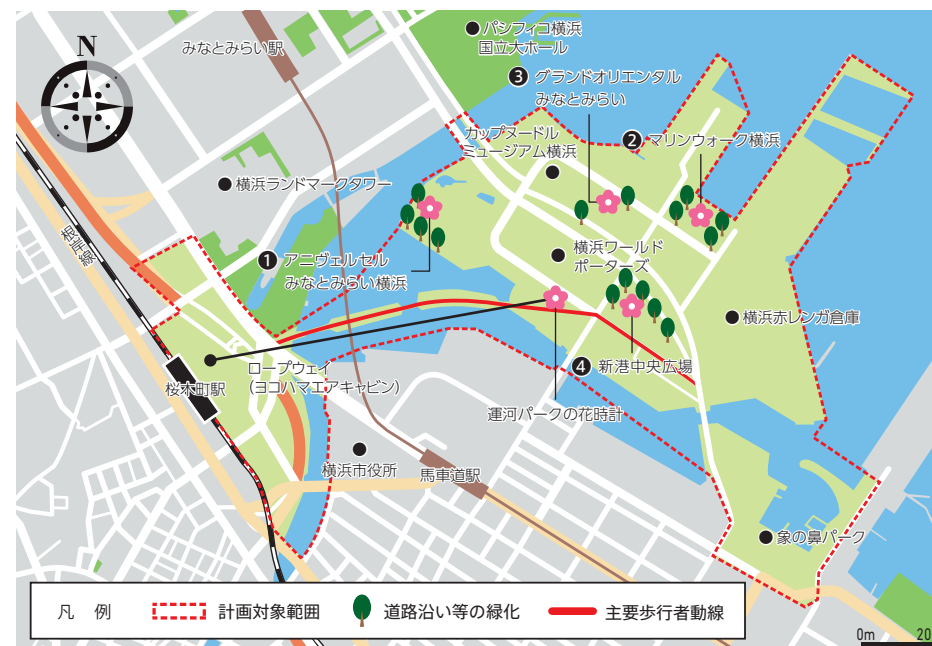 パシフィコ横浜
国立大ホール
みなとみらい駅
N
❸ グランドオリエンタル
みなとみらい
カップヌードル
ミュージアム横浜
❷ マリンウォーク横浜
横浜ランドマークタワー
根岸線
❶ アニヴェルセル
みなとみらい横浜
横浜ワールド
ポーターズ
横浜赤レンガ倉庫
ロープウェイ
(ヨコハマエアキャビン)
桜木町駅
❹ 新港中央広場
運河パークの花時計
横浜市役所
馬車道駅
象の鼻パーク
凡 例
計画対象範囲
道路沿い等の緑化
主要歩行者動線
0m
20